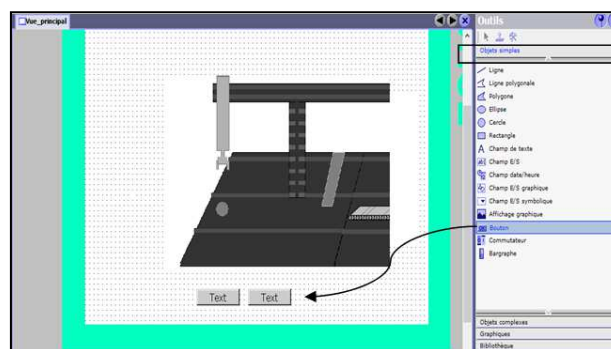 Vue_principal
Outils
Objets simples
Ligne
Ligne polygonale
Polygone
Ellipse
Cercle
Rectangle
A Champ de texte
Champ E/S
Champ date/heure
Champ E/S graphique
Champ E/S symbolique
Affichage graphique
Bouton
Commutateur
Bargraphe
Text Text
Objets complexes
Graphiques
Bibliothèque